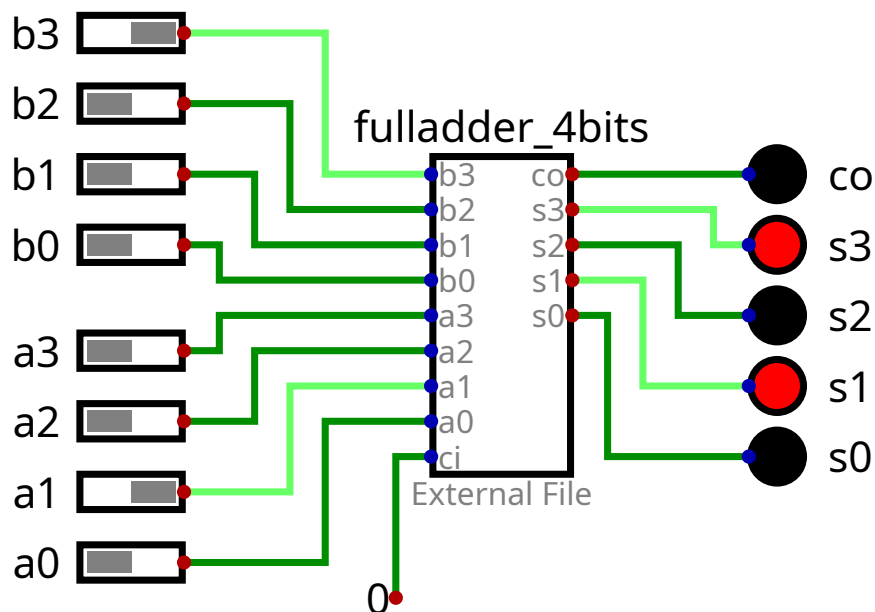 b3
b2
b1
b0
a3
a2
a1
a0
fulladder_4bits
b3 co
b2 s3
b1 s2
b0 s1
a3 s0
a2
a1
a0
ci
External File
0
co
s3
s2
s1
s0